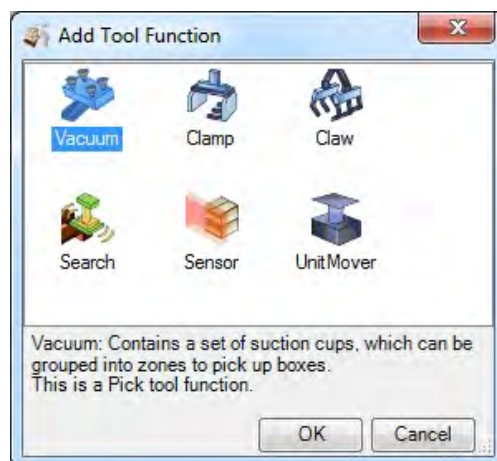 Add Tool Function
Vacuum Clamp Claw
Search Sensor UnitMover
Vacuum: Contains a set of suction cups, which can be
grouped into zones to pick up boxes.
This is a Pick tool function.
OK Cancel